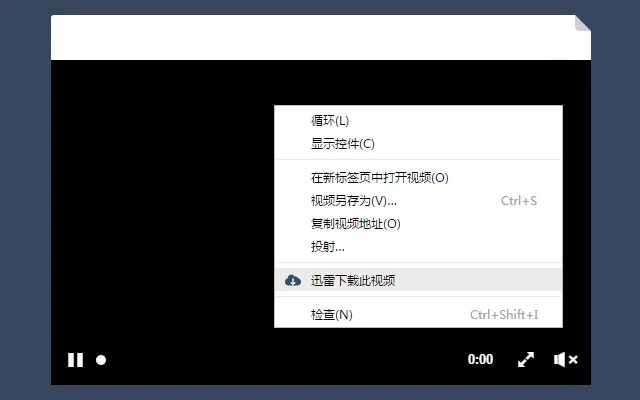 循环(L)
显示控件(C)
在新标签页中打开视频(O)
视频另存为(V)... Ctrl+S
复制视频地址(O)
投射...
迅雷下载此视频
检查(N) Ctrl+Shift+I
0:00